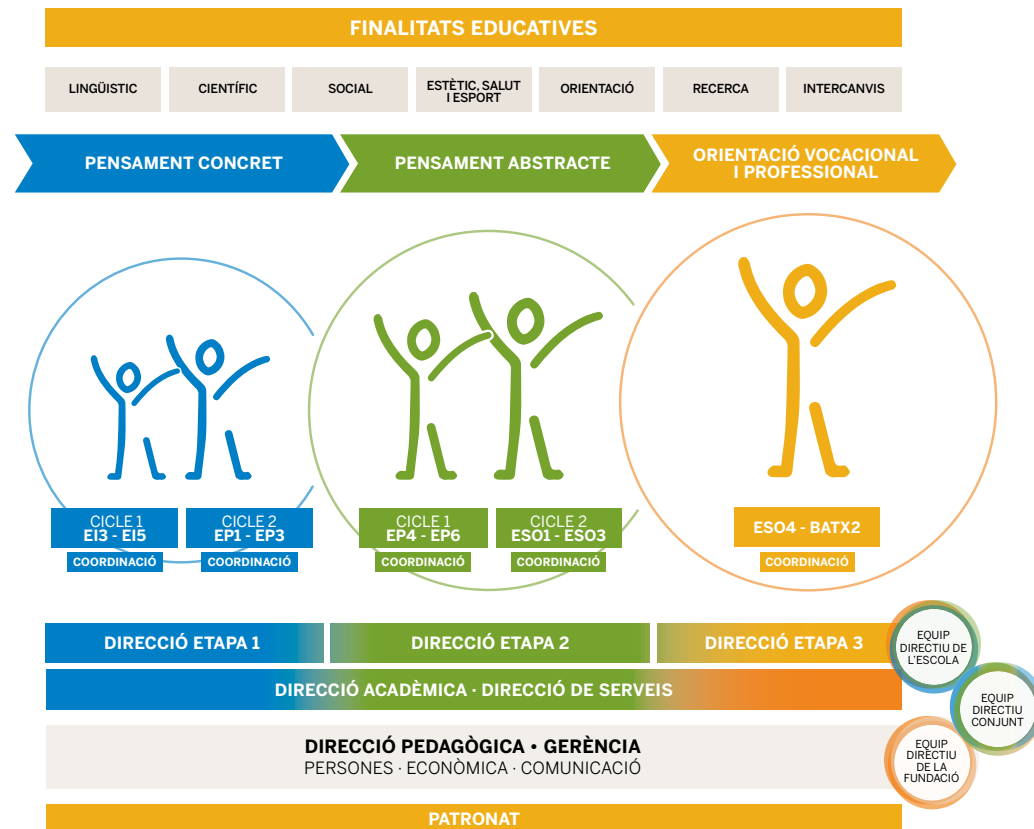 FINALITATS EDUCATIVES
LINGÜISTIC
CIENTÍFIC
SOCIAL
ESTÈTIC, SALUT
I ESPORT
ORIENTACIÓ
RECERCA
INTERCANVIS
PENSAMENT CONCRET
PENSAMENT ABSTRACTE
ORIENTACIÓ VOCACIONAL
I PROFESSIONAL
CICLE 1
EI3 - EI5
COORDINACIÓ
CICLE 2
EP1 - EP3
COORDINACIÓ
CICLE 1
EP4 - EP6
COORDINACIÓ
CICLE 2
ESO1 - ESO3
COORDINACIÓ
ESO4 - BATX2
COORDINACIÓ
DIRECCIÓ ETAPA 1
DIRECCIÓ ETAPA 2
DIRECCIÓ ETAPA 3
DIRECCIÓ ACADÈMICA · DIRECCIÓ DE SERVEIS
DIRECCIÓ PEDAGÒGICA • GERÈNCIA
PERSONES · ECONÒMICA · COMUNICACIÓ
PATRONAT
EQUIP
DIRECTIU DE
L'ESCOLA
EQUIP
DIRECTIU
CONJUNT
EQUIP
DIRECTIU
DE LA
FUNDACIÓ